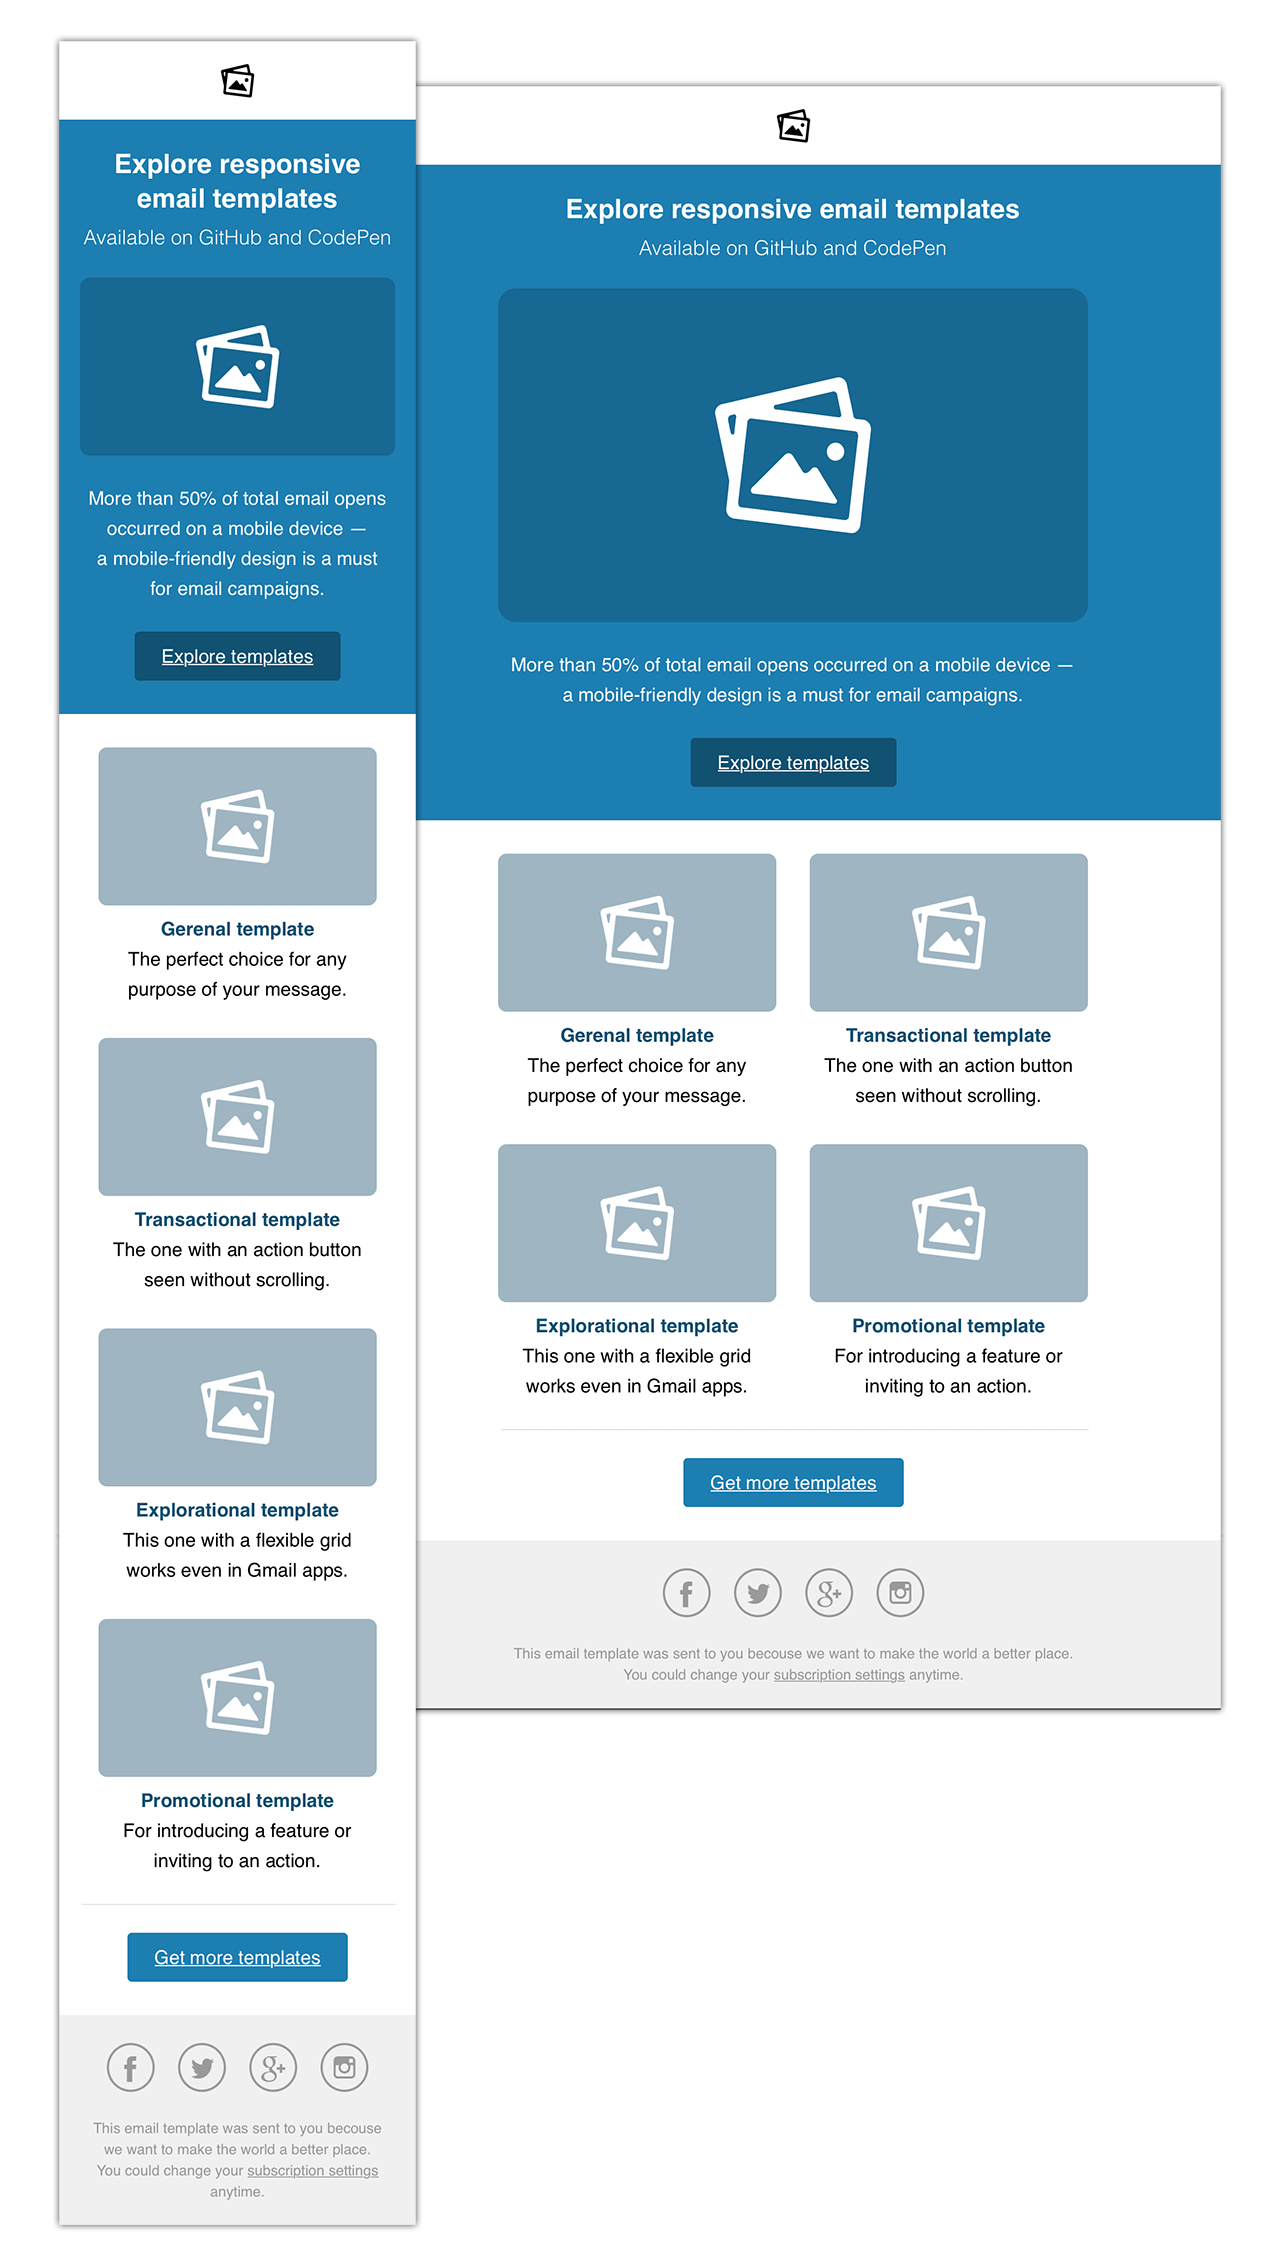 Explore responsive
email templates
Available on GitHub and CodePen
More than 50% of total email opens
occurred on a mobile device —
a mobile-friendly design is a must
for email campaigns.
Explore templates
Gerenal template
The perfect choice for any
purpose of your message.
Transactional template
The one with an action button
seen without scrolling.
Explorational template
This one with a flexible grid
works even in Gmail apps.
Promotional template
For introducing a feature or
inviting to an action.
Get more templates
This email template was sent to you becouse
we want to make the world a better place.
You could change your subscription settings
anytime.
Explore responsive email templates
Available on GitHub and CodePen
More than 50% of total email opens occurred on a mobile device —
a mobile-friendly design is a must for email campaigns.
Explore templates
Gerenal template
The perfect choice for any
purpose of your message.
Transactional template
The one with an action button
seen without scrolling.
Explorational template
This one with a flexible grid
works even in Gmail apps.
Promotional template
For introducing a feature or
inviting to an action.
Get more templates
This email template was sent to you becouse we want to make the world a better place.
You could change your subscription settings anytime.